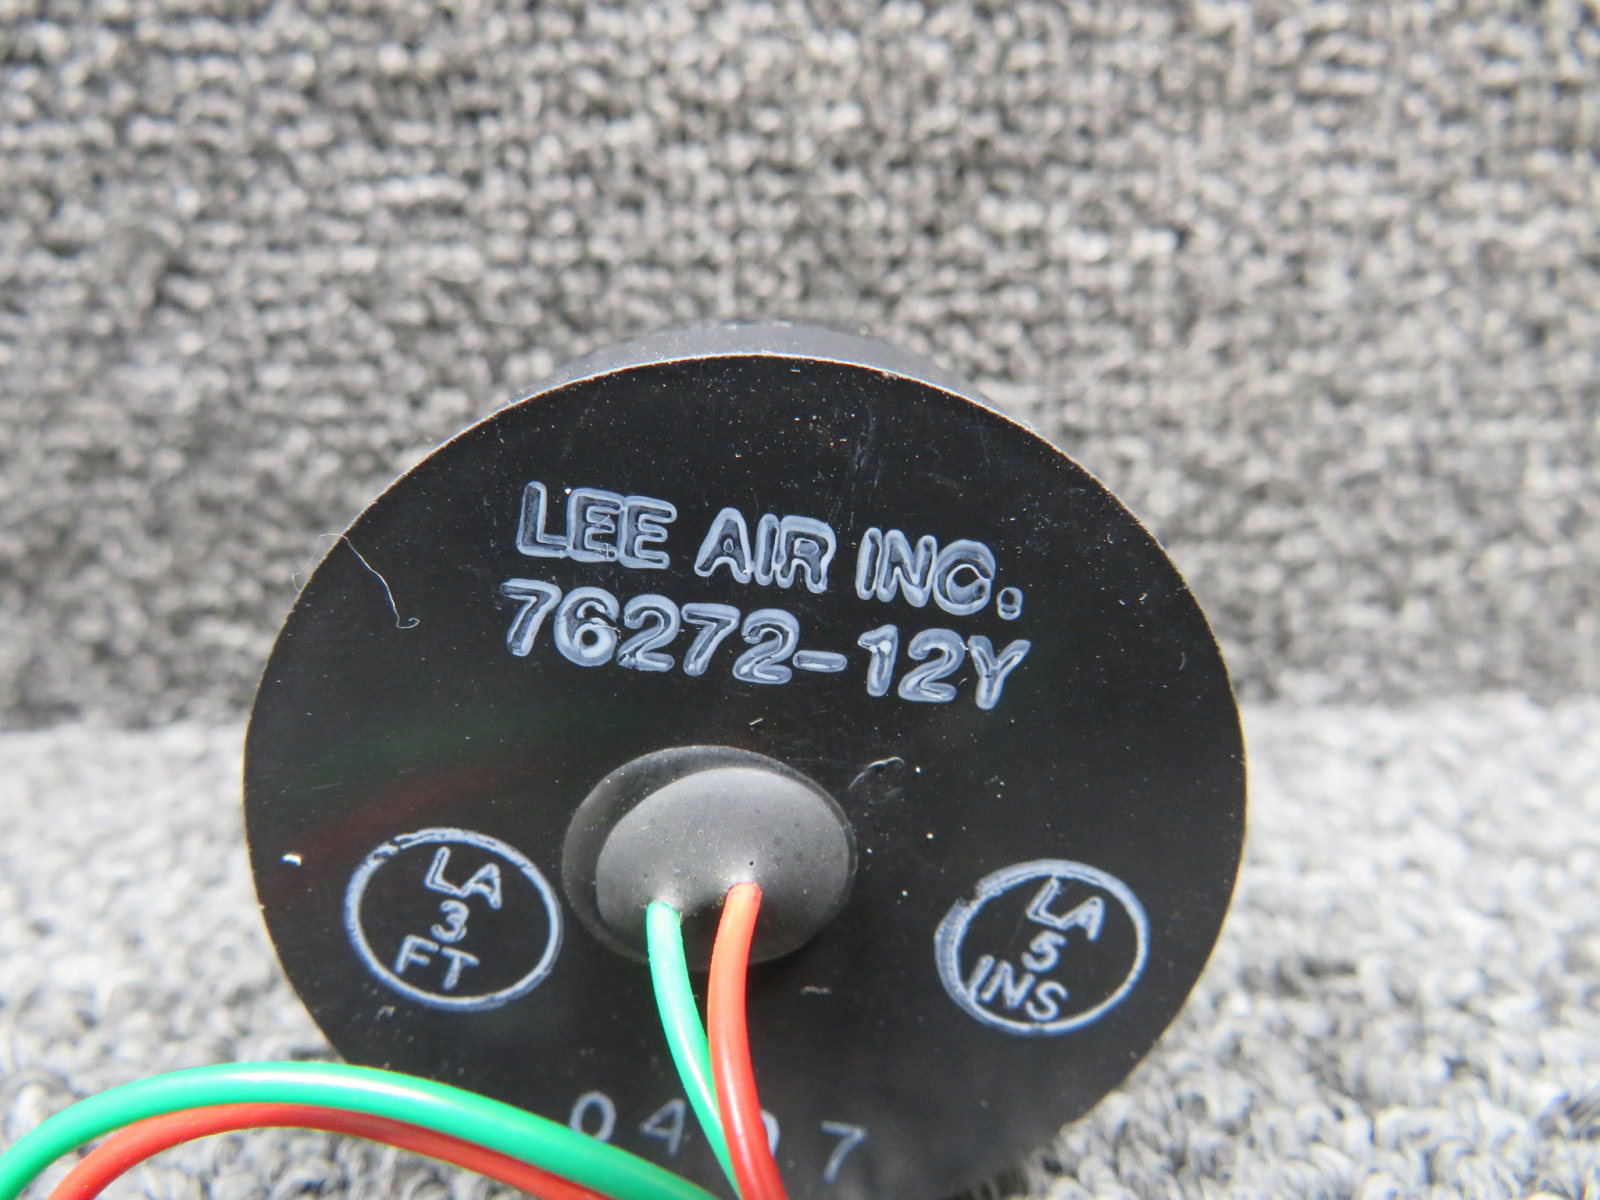 LEE AIR INC.
76272-12Y
LA
3
FT
LA
5
INS